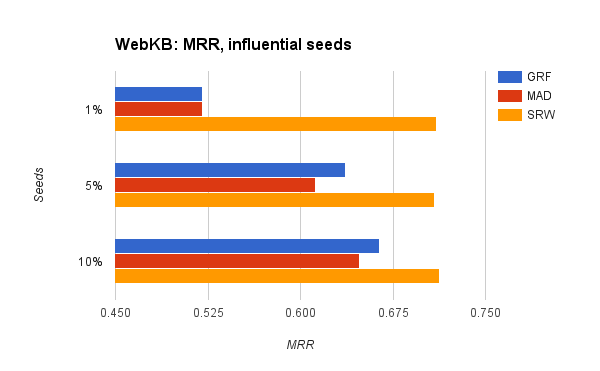 WebKB: MRR, influential seeds
GRF
MAD
SRW
1%
5%
10%
Seeds
0.450 0.525 0.600 0.675 0.750
MRR